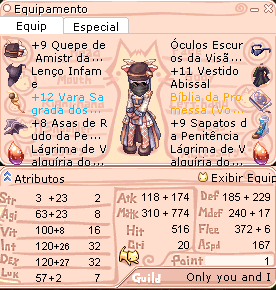 Equipamento
Equip
Especial
+9 Quepe de
Amistr da ...
Lenço Infam
e
+12 Vara Sa
grada dos ...
+8 Asas de
Rudo da Pe...
Lágrima de V
alquíria do ...
Óculos Escur
os da Visã...
+11 Vestido
Abissal
Bíblia da Pro
messa (Vo...
+9 Sapatos d
a Penitência
Lágrima de V
alquíria do ...
Atributos
Exibir Equip
Str 3 +23 2
Agi 63+23 8
Vit 100+8 16
Int 120+26 32
Dex 120+27 32
Luk 57+2 7
Atk 118 + 174
Matk 310 + 774
Hit 516
Cri 20
Def 185 + 229
Mdef 240 + 17
Flee 372 + 6
Aspd 167
Point 1
Guild Only you and I